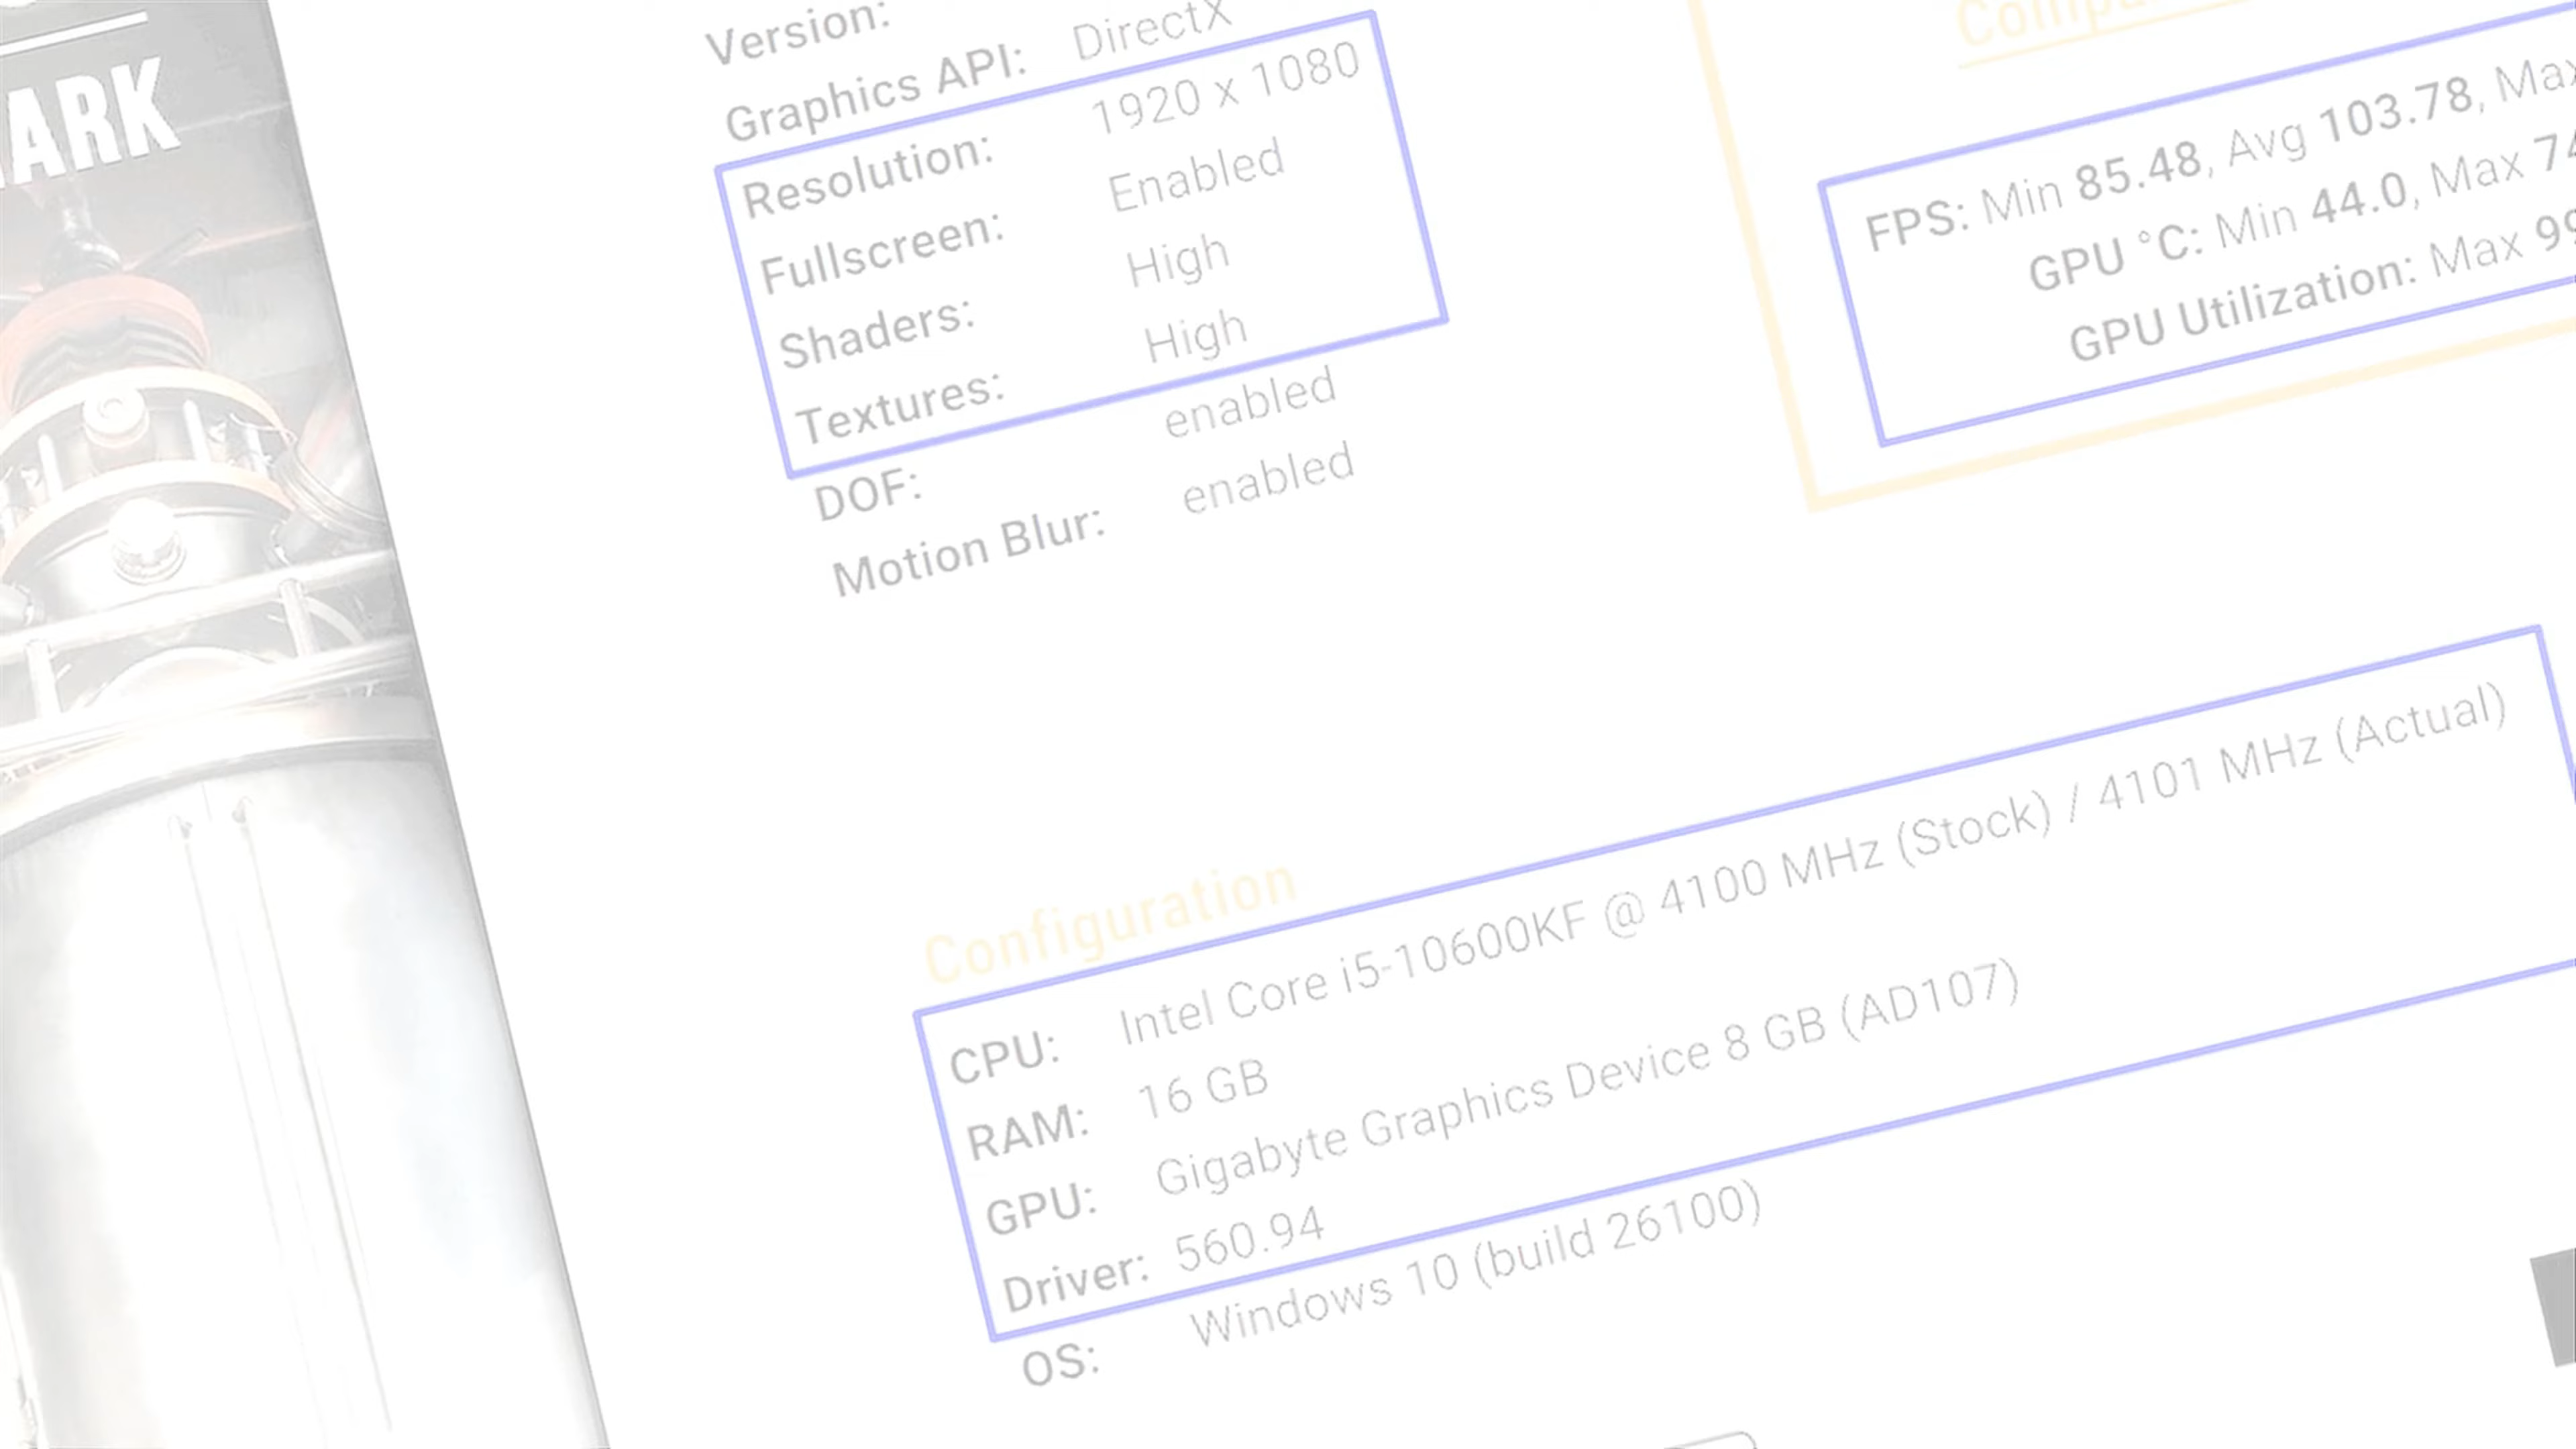 ARK
Version:
Graphics API: DirectX
Resolution: 1920 x 1080
Fullscreen: Enabled
Shaders: High
Textures: High
DOF: enabled
Motion Blur: enabled
FPS: Min 85.48, Avg 103.78, Max
GPU °C: Min 44.0, Max 74
GPU Utilization: Max 99
Configuration
CPU: Intel Core i5-10600KF @ 4100 MHz (Stock) / 4101 MHz (Actual)
RAM: 16 GB
GPU: Gigabyte Graphics Device 8 GB (AD107)
Driver: 560.94
OS: Windows 10 (build 26100)